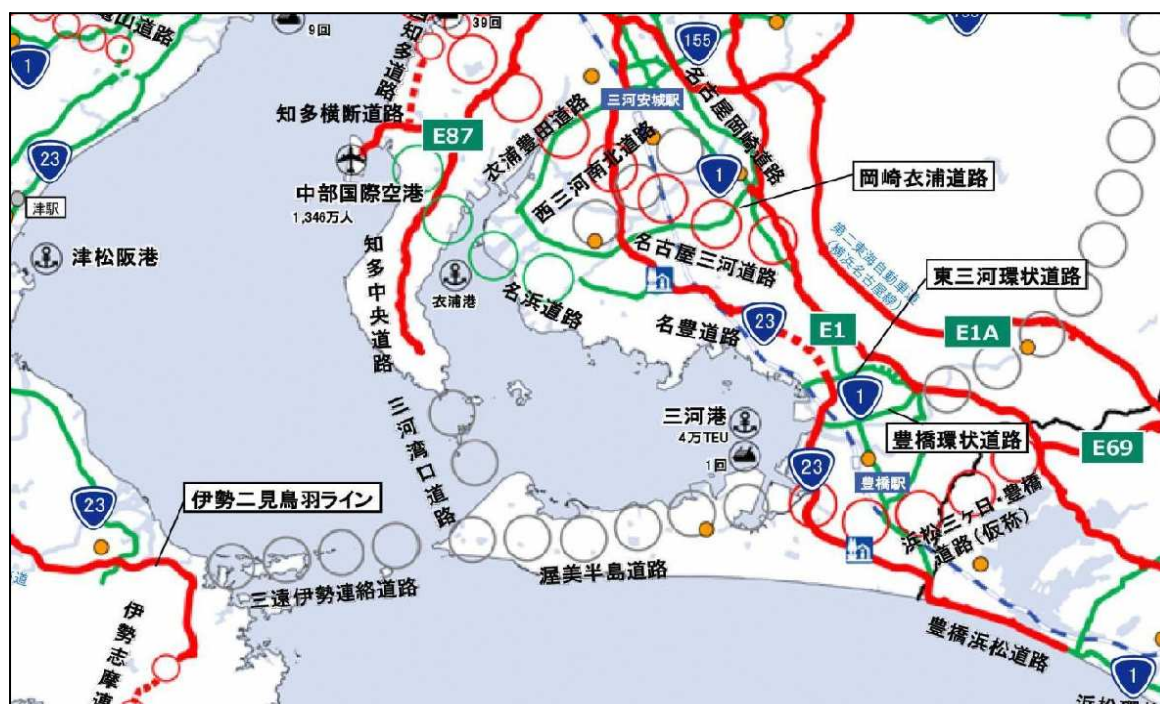 亀山道路
1
9回
知多道路
39回
155
名古屋岡崎道路
三河安城駅
知多横断道路
E87
衣浦豊田道路
西三河南北道路
1
岡崎衣浦道路
23
津駅
中部国際空港
1,346万人
津松阪港
衣浦港
知多中央道路
名浜道路
名古屋三河道路
第二東海自動車道
(横浜名古屋線)
東三河環状道路
名豊道路
23
E1
E1A
1
三河港
4万TEU
1回
豊橋環状道路
E69
三河湾口道路
23
豊橋駅
伊勢二見鳥羽ライン
23
浜松三ヶ日・豊橋
道路(仮称)
渥美半島道路
三遠伊勢連絡道路
伊勢志摩連
豊橋浜松道路
1